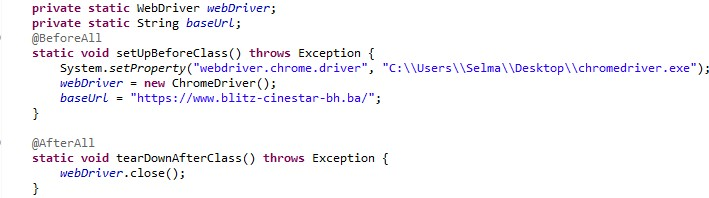 private static WebDriver webDriver;
private static String baseUrl;
@BeforeAll
static void setUpBeforeClass() throws Exception {
System.setProperty("webdriver.chrome.driver", "C:\\Users\\Selma\\Desktop\\chromedriver.exe");
webDriver = new ChromeDriver();
baseUrl = "https://www.blitz-cinestar-bh.ba/";
}
@AfterAll
static void tearDownAfterClass() throws Exception {
webDriver.close();
}